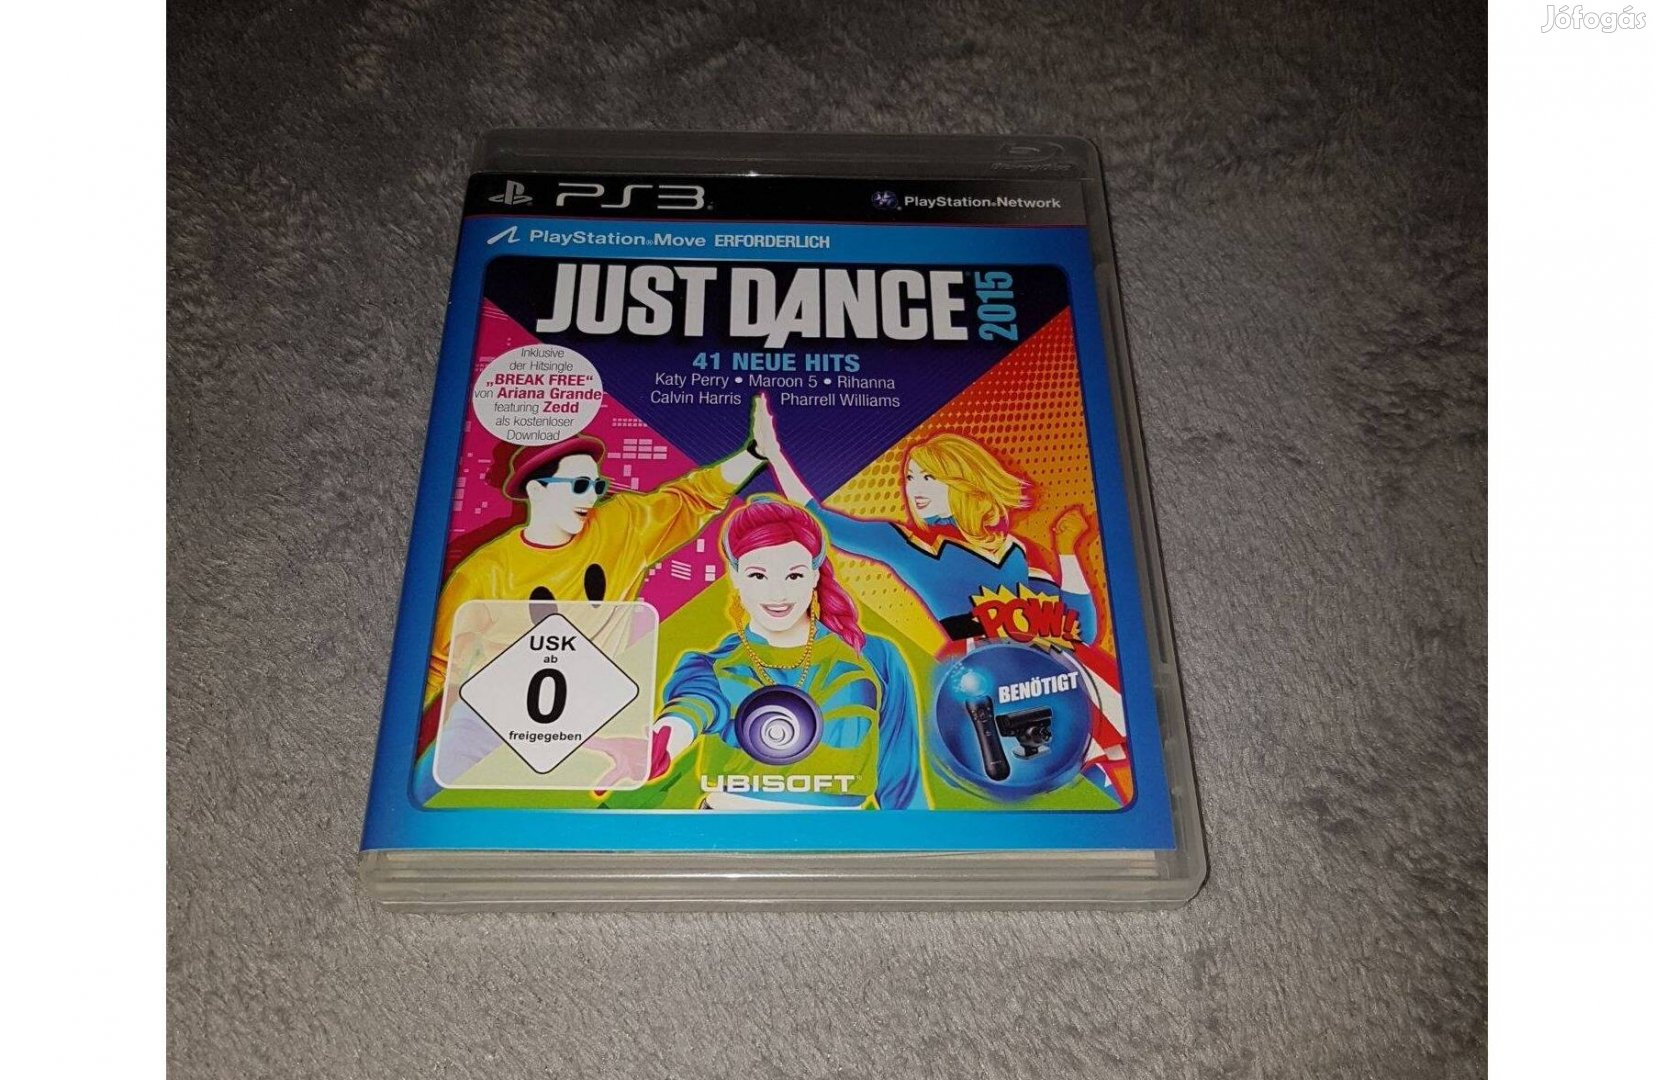 Jófogás
PS3
PlayStation®Network
PlayStation®Move ERFORDERLICH
JUST DANCE 2015
41 NEUE HITS
Katy Perry • Maroon 5 • Rihanna
Calvin Harris Pharrell Williams
Inklusive
der Hitsingle
„BREAK FREE“
von Ariana Grande
featuring Zedd
als kostenloser
Download
POW!
USK
ab
0
freigegeben
BENÖTIGT
UBISOFT